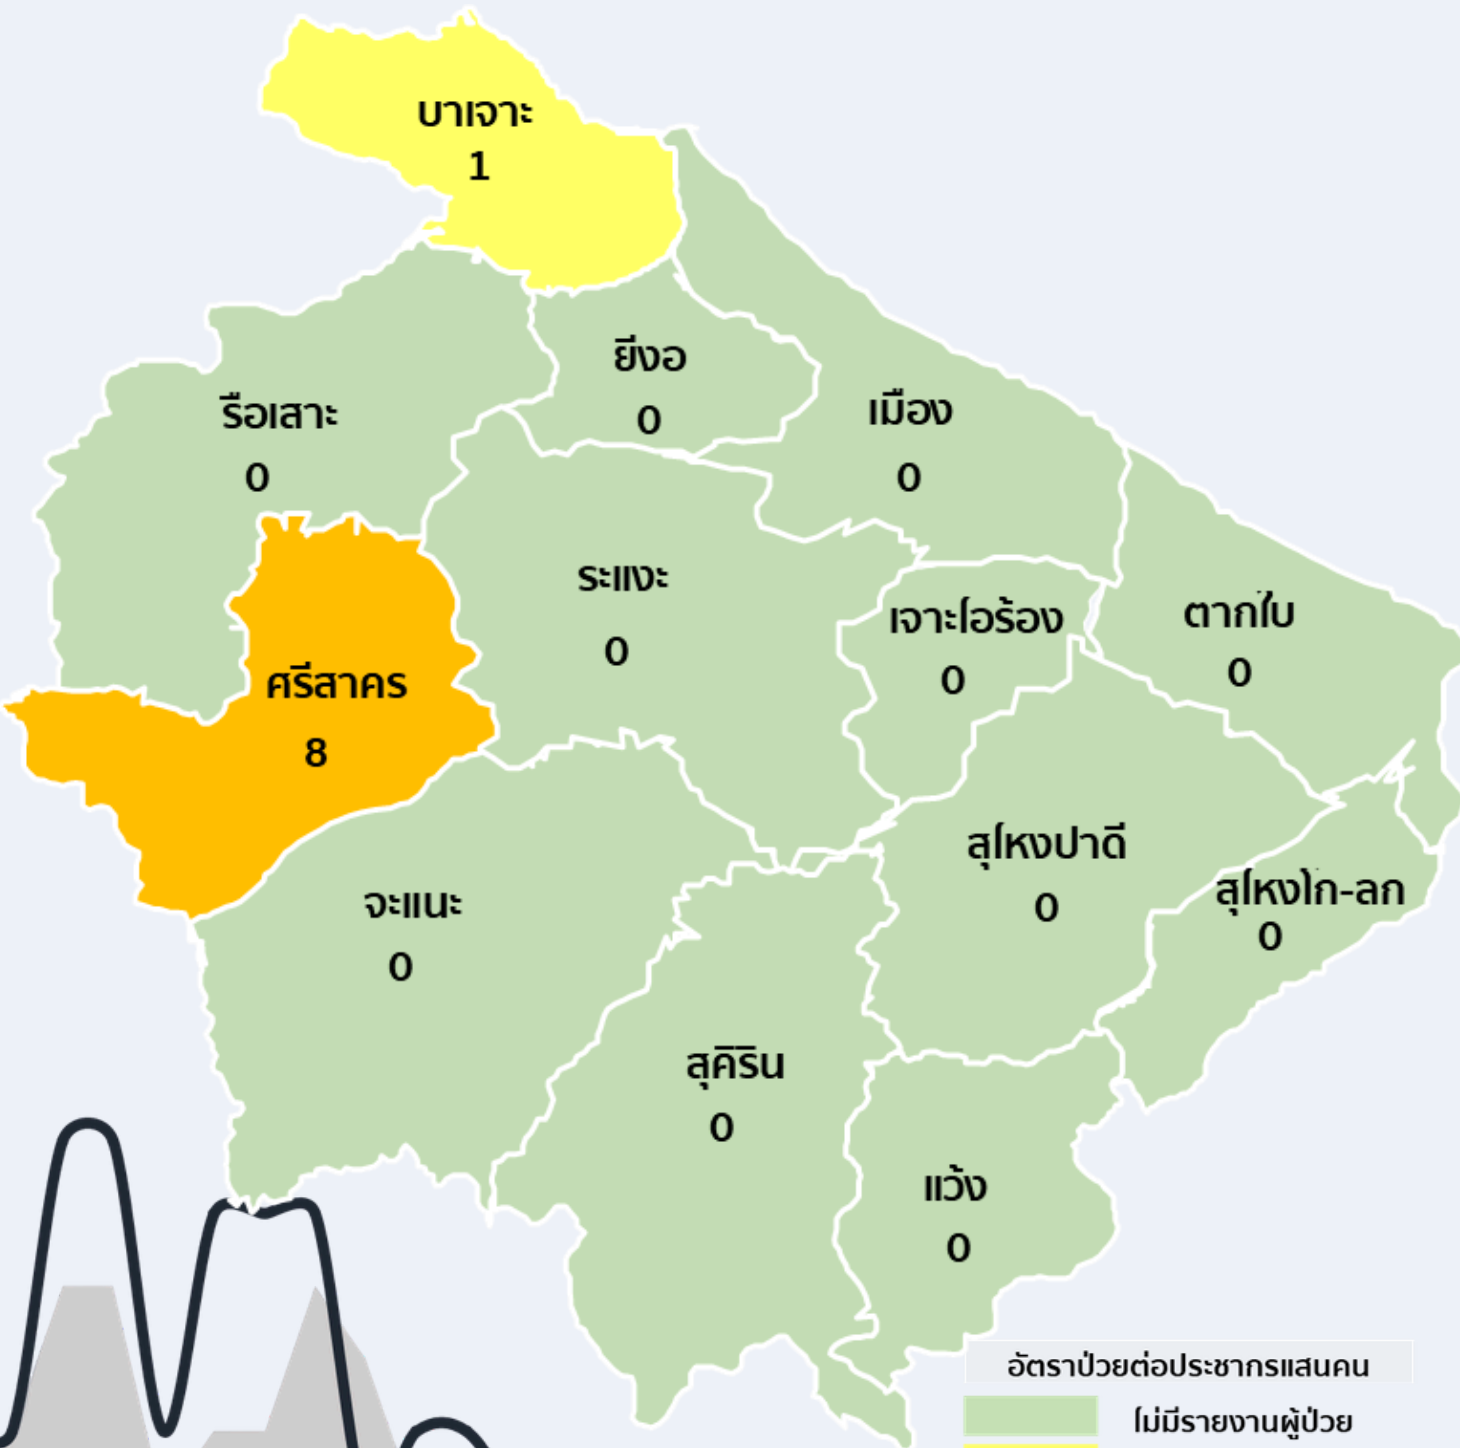 บาเจาะ
1
ยี่งอ
0
รือเสาะ
0
เมือง
0
ระแงะ
0
เจาะไอร้อง
0
ตากใบ
0
ศรีสาคร
8
สุไหงปาดี
0
สุไหงโก-ลก
0
จะแนะ
0
สุคิริน
0
แว้ง
0
อัตราป่วยต่อประชากรแสนคน
ไม่มีรายงานผู้ป่วย